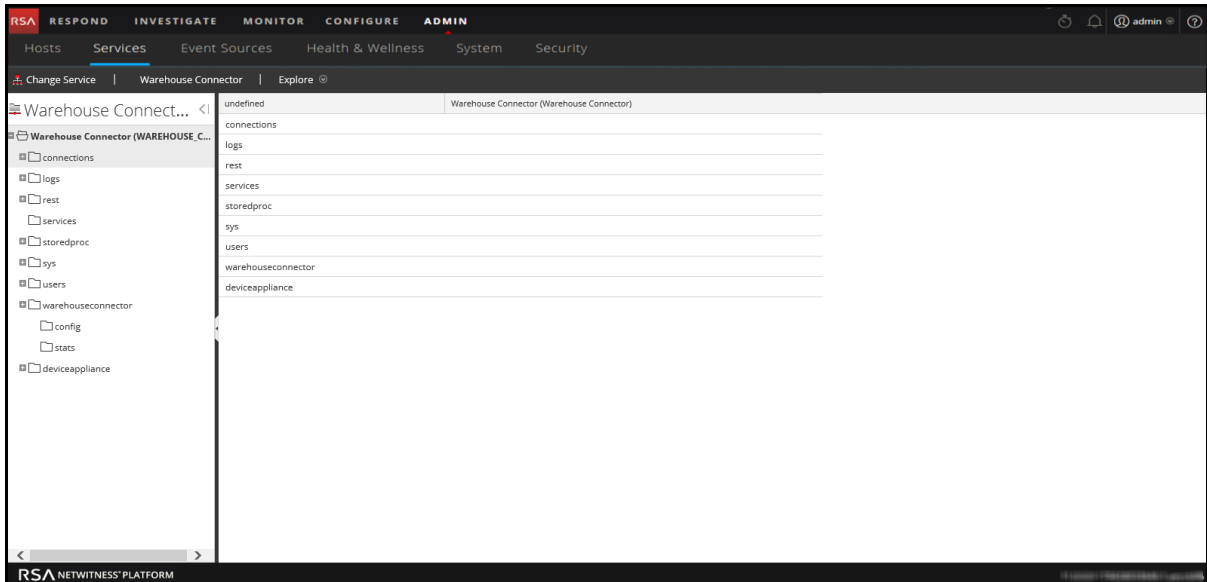 RSA RESPOND INVESTIGATE MONITOR CONFIGURE ADMIN admin
Hosts Services Event Sources Health & Wellness System Security
Change Service | Warehouse Connector | Explore
Warehouse Connect...
undefined Warehouse Connector (Warehouse Connector)
Warehouse Connector (WAREHOUSE_C...
connections
logs
rest
services
storedproc
sys
users
warehouseconnector
config
stats
deviceappliance
connections
logs
rest
services
storedproc
sys
users
warehouseconnector
deviceappliance
RSA NETWITNESS® PLATFORM